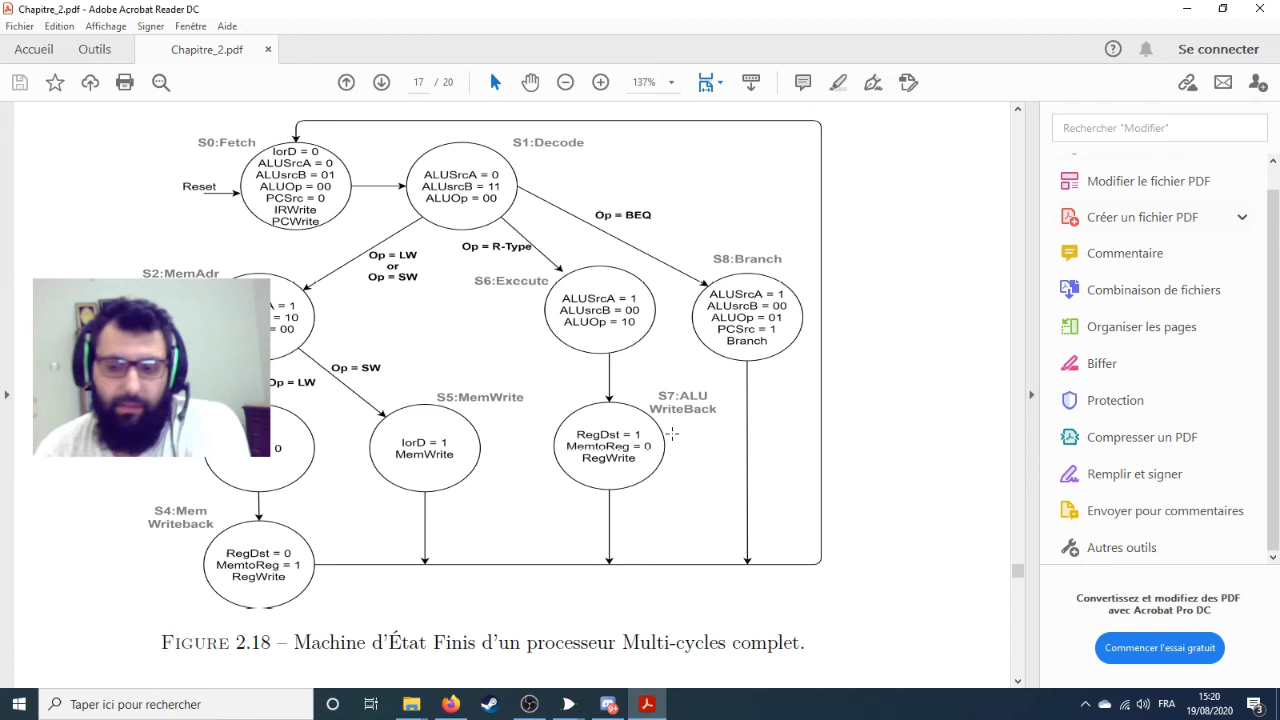 Chapitre_2.pdf - Adobe Acrobat Reader DC
Fichier Edition Affichage Signer Fenêtre Aide
Accueil Outils Chapitre_2.pdf × Se connecter
17 / 20 137%
S0:Fetch
IorD = 0
ALUSrcA = 0
ALUSrcB = 01
ALUOp = 00
PCSrc = 0
IRWrite
PCWrite
Reset
S1:Decode
ALUSrcA = 0
ALUsrcB = 11
ALUOp = 00
Op = BEQ
Op = LW
or
Op = SW
Op = R-Type
S2:MemAdr
= 1
= 10
= 00
S6:Execute
ALUSrcA = 1
ALUsrcB = 00
ALUOp = 10
S8:Branch
ALUSrcA = 1
ALUsrcB = 00
ALUOp = 01
PCSrc = 1
Branch
Op = SW
Op = LW
S5:MemWrite
IorD = 1
MemWrite
S7:ALU
WriteBack
RegDst = 1
MemtoReg = 0
RegWrite
0
S4:Mem
Writeback
RegDst = 0
MemtoReg = 1
RegWrite
FIGURE 2.18 – Machine d'État Finis d'un processeur Multi-cycles complet.
Rechercher "Modifier"
Modifier le fichier PDF
Créer un fichier PDF
Commentaire
Combinaison de fichiers
Organiser les pages
Biffer
Protection
Compresser un PDF
Remplir et signer
Envoyer pour commentaires
Autres outils
Convertissez et modifiez des PDF
avec Acrobat Pro DC
Commencer l'essai gratuit
Taper ici pour rechercher
FRA
15:20
19/08/2020